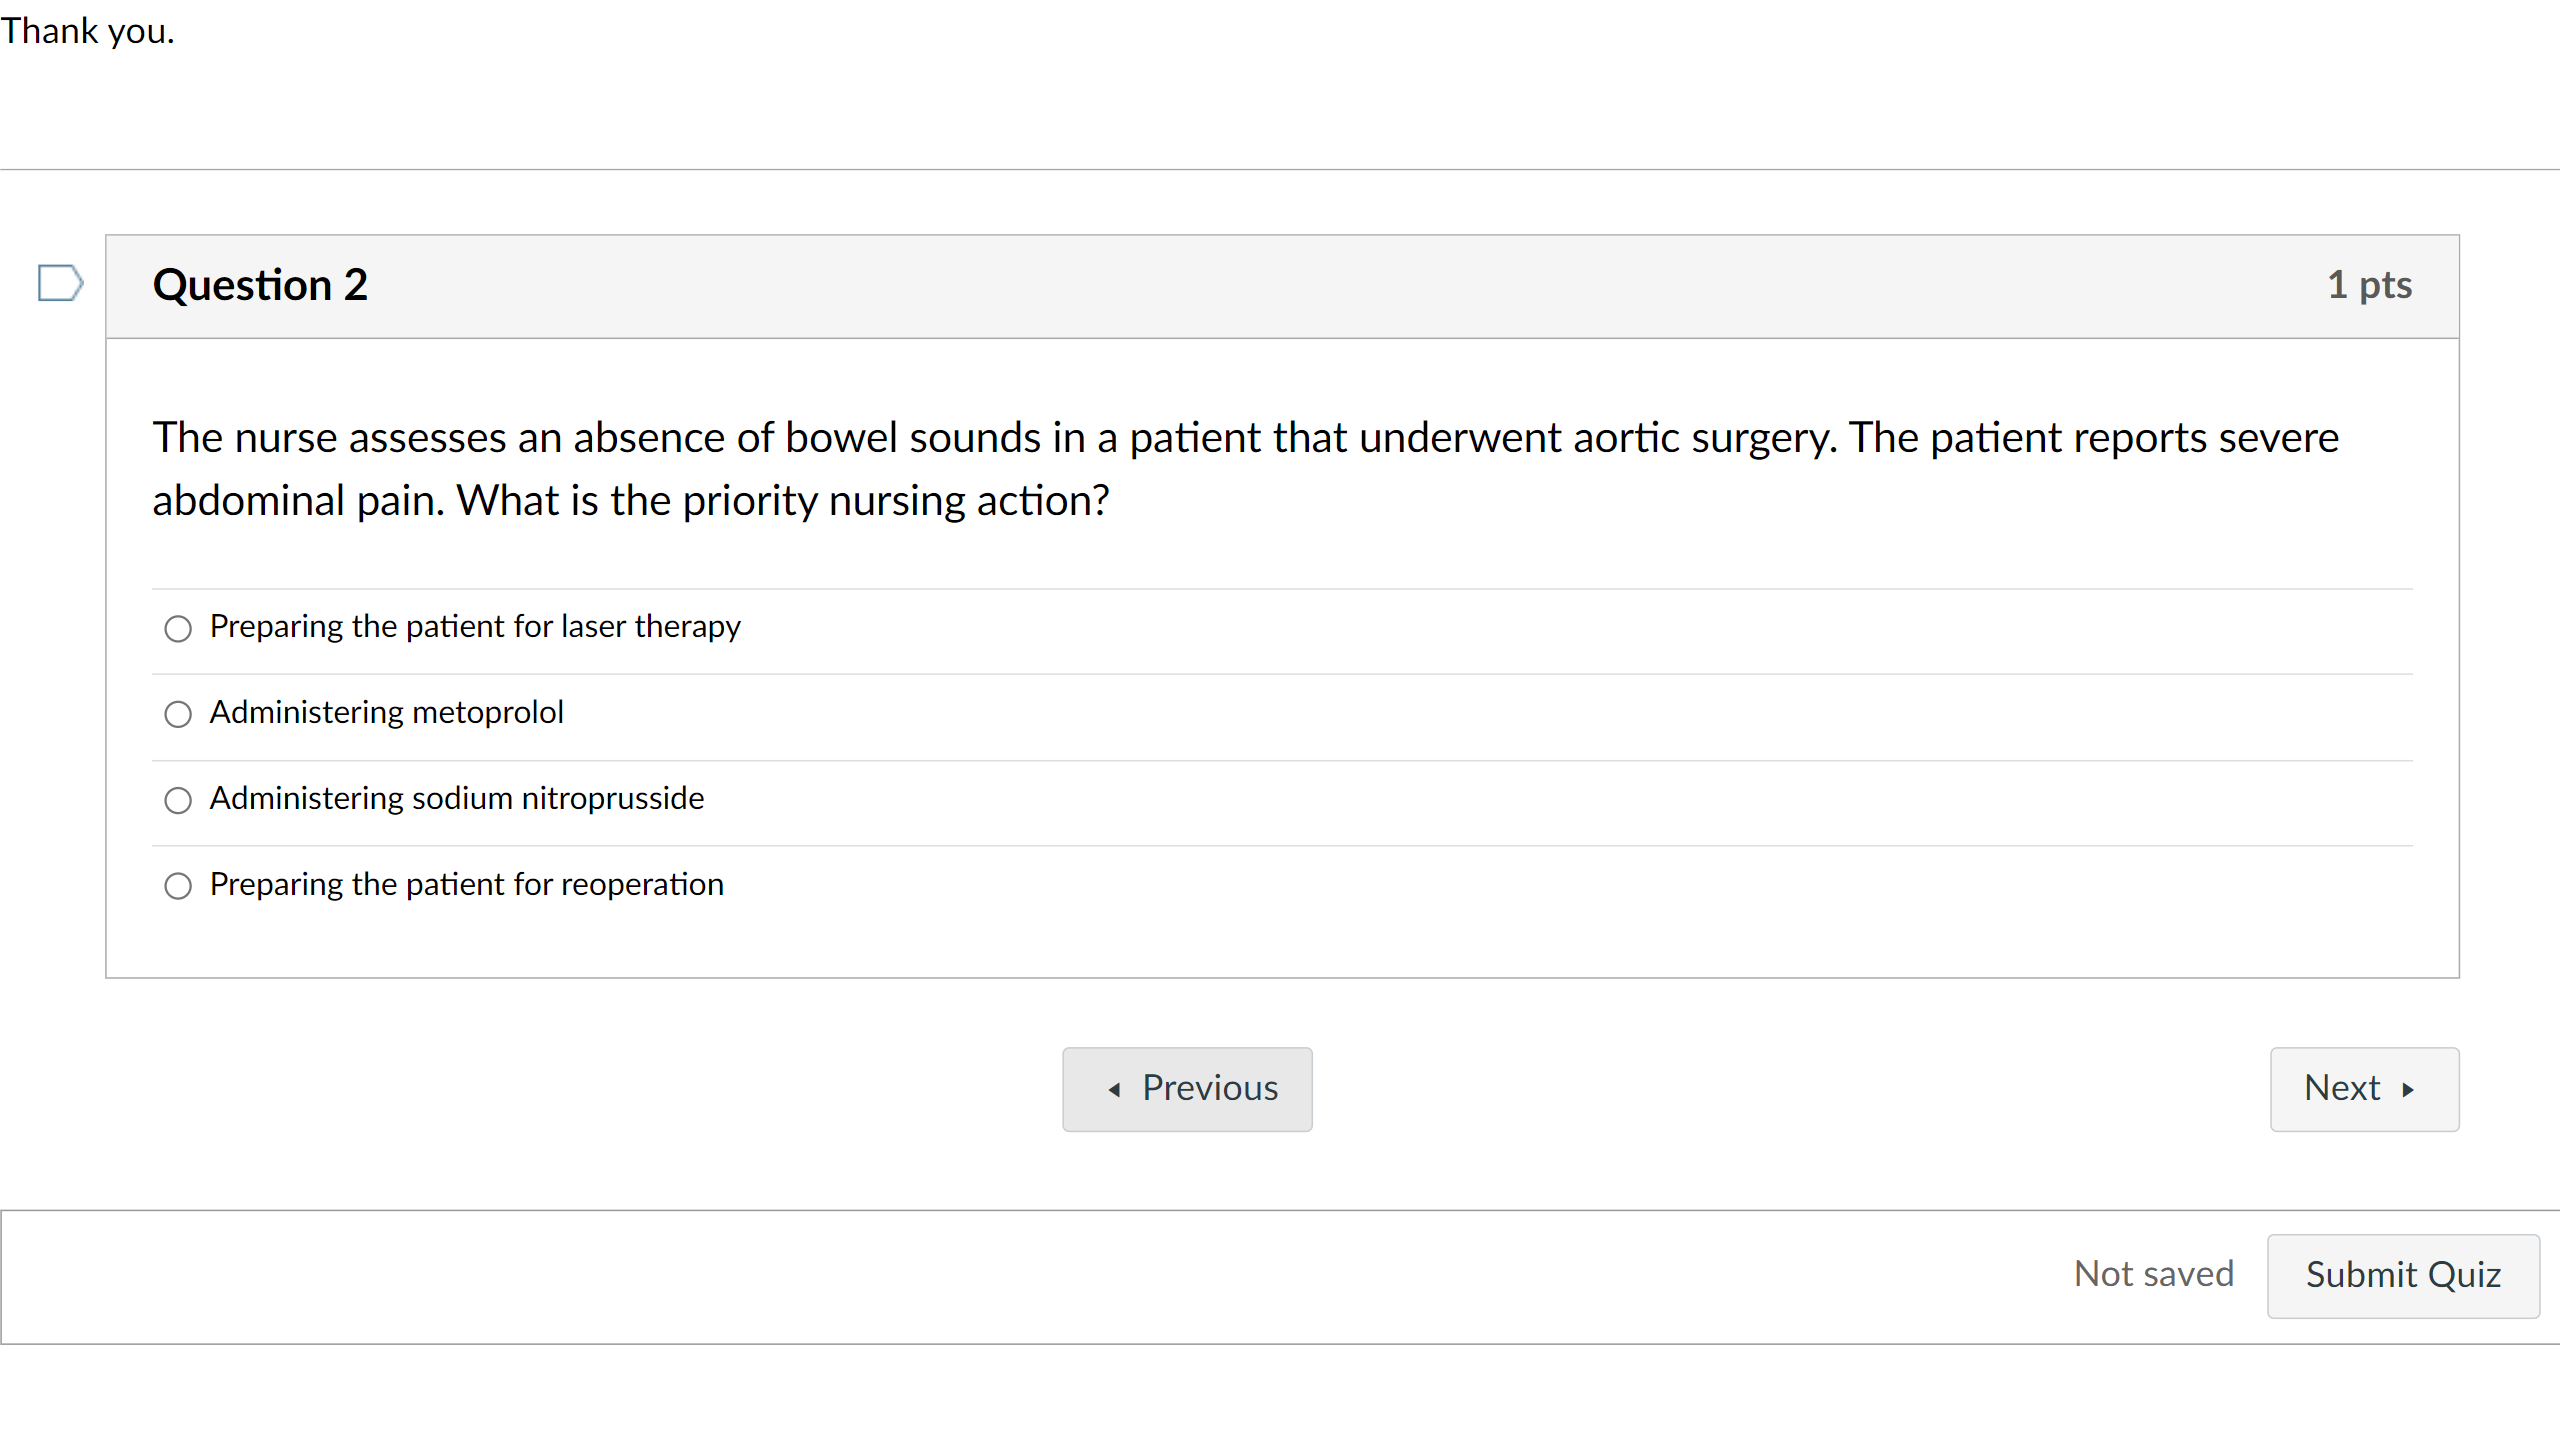 Thank you.
Question 2
1 pts
The nurse assesses an absence of bowel sounds in a patient that underwent aortic surgery. The patient reports severe
abdominal pain. What is the priority nursing action?
Preparing the patient for laser therapy
Administering metoprolol
Administering sodium nitroprusside
Preparing the patient for reoperation
◂ Previous
Next ▸
Not saved
Submit Quiz